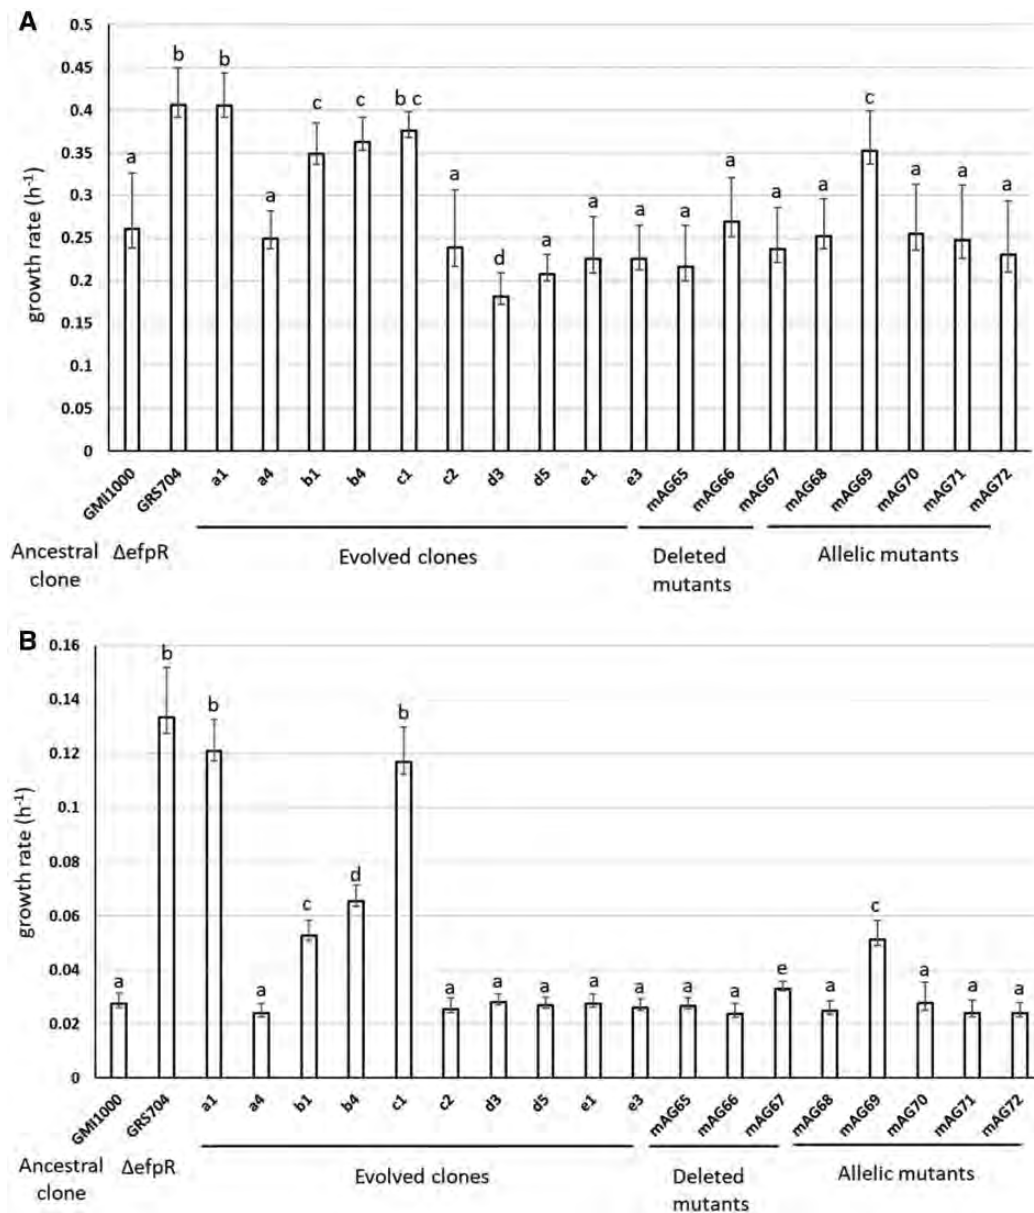 A
0.5
0.45
0.4
0.35
0.3
0.25
0.2
0.15
0.1
0.05
0
growth rate (h-1)
a b b a c c b c a d a a a a a a a c a a a
GMI1000 GRS704 a1 a4 b1 b4 c1 c2 d3 d5 e1 e3 mAG65 mAG66 mAG67 mAG68 mAG69 mAG70 mAG71 mAG72
Ancestral clone
ΔefpR
Evolved clones
Deleted mutants
Allelic mutants
B
0.16
0.14
0.12
0.1
0.08
0.06
0.04
0.02
0
growth rate (h-1)
a b b a c d b a a a a a a a e a c a a a
GMI1000 GRS704 a1 a4 b1 b4 c1 c2 d3 d5 e1 e3 mAG65 mAG66 mAG67 mAG68 mAG69 mAG70 mAG71 mAG72
Ancestral clone
ΔefpR
Evolved clones
Deleted mutants
Allelic mutants